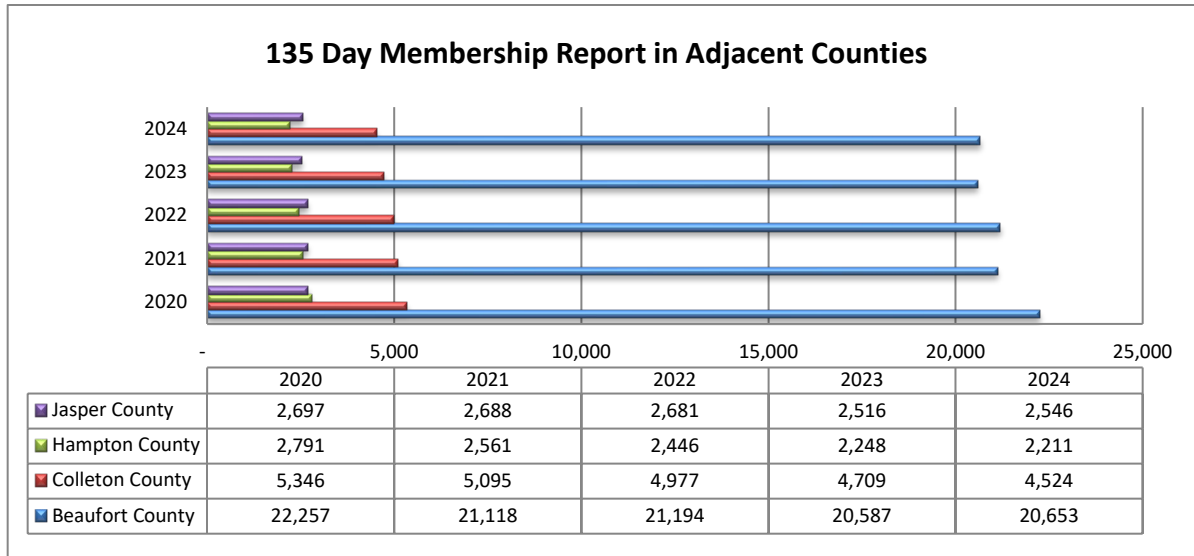 135 Day Membership Report in Adjacent Counties
2024
2023
2022
2021
2020
- 5,000 10,000 15,000 20,000 25,000
2020 2021 2022 2023 2024
Jasper County 2,697 2,688 2,681 2,516 2,546
Hampton County 2,791 2,561 2,446 2,248 2,211
Colleton County 5,346 5,095 4,977 4,709 4,524
Beaufort County 22,257 21,118 21,194 20,587 20,653